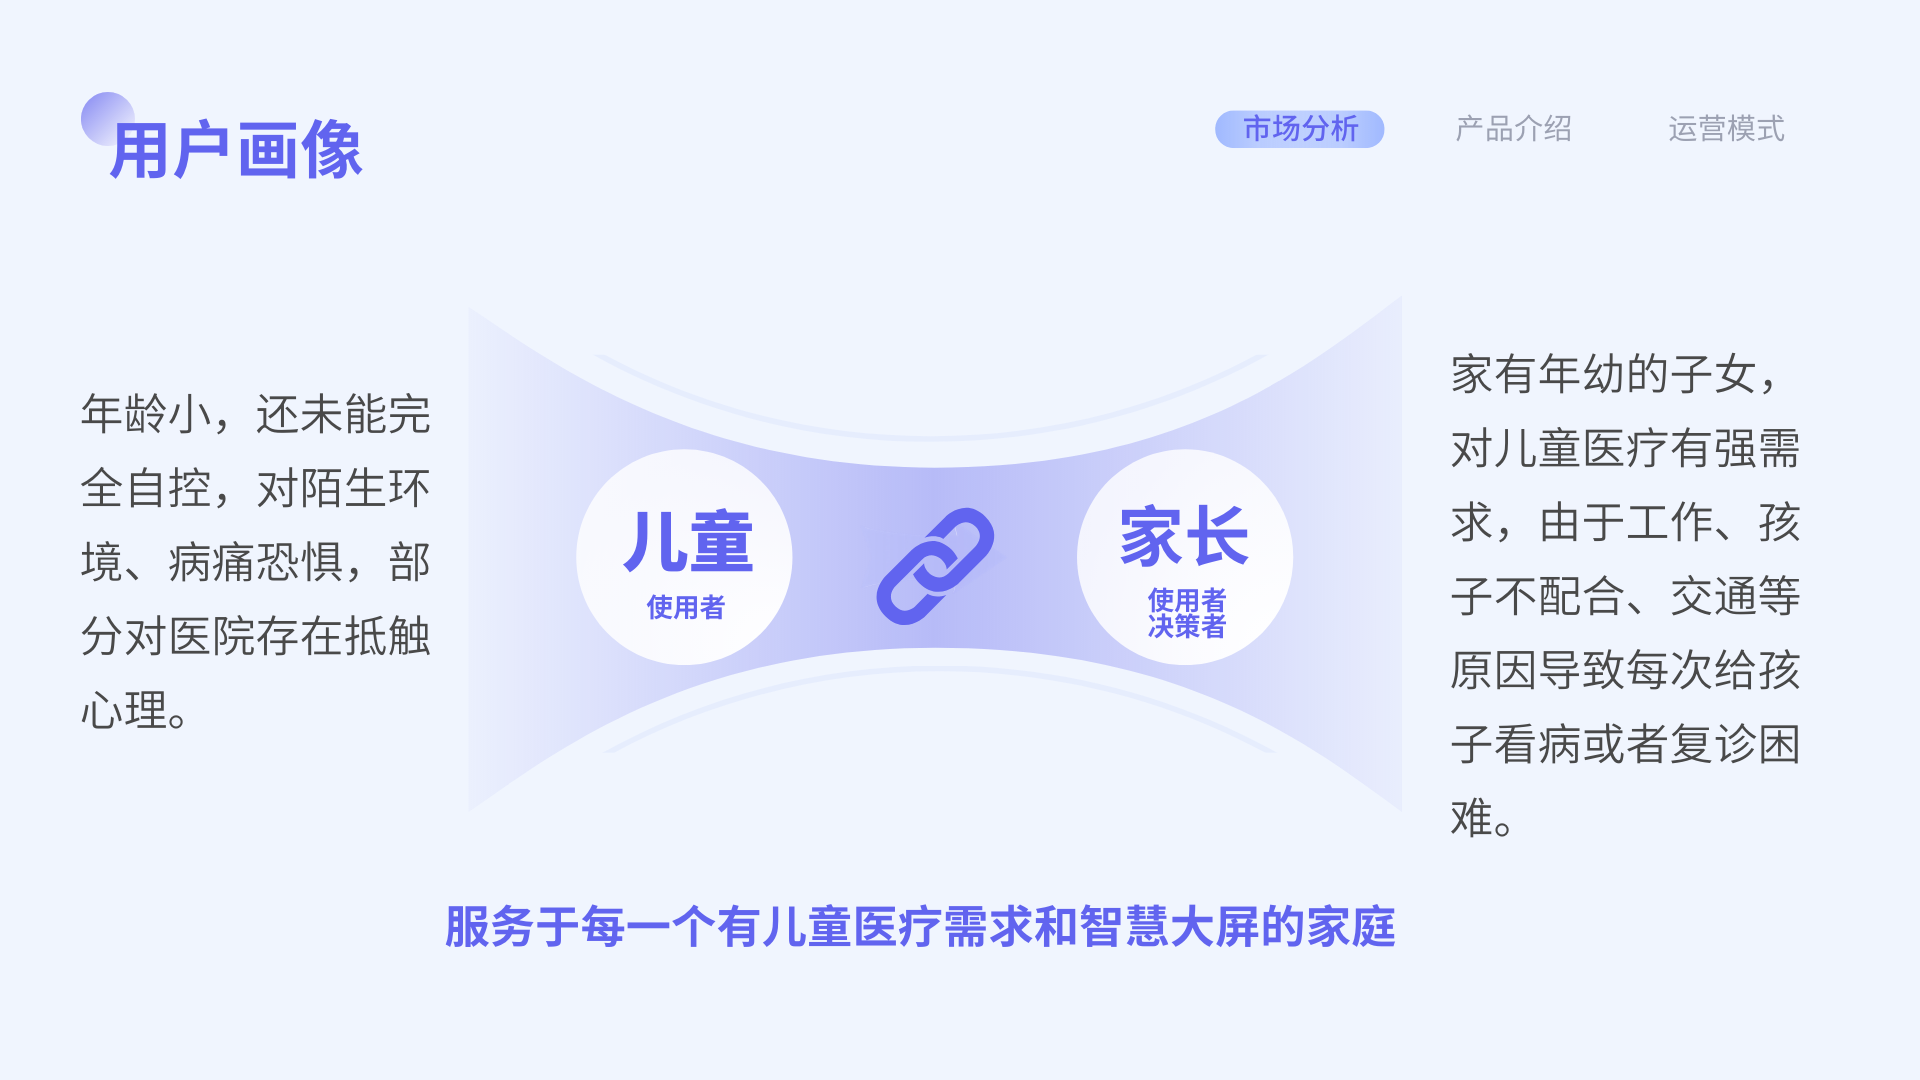 用户画像
市场分析
产品介绍
运营模式
年龄小，还未能完
全自控，对陌生环
境、病痛恐惧，部
分对医院存在抵触
心理。
儿童
使用者
家长
使用者
决策者
家有年幼的子女，
对儿童医疗有强需
求，由于工作、孩
子不配合、交通等
原因导致每次给孩
子看病或者复诊困
难。
服务于每一个有儿童医疗需求和智慧大屏的家庭